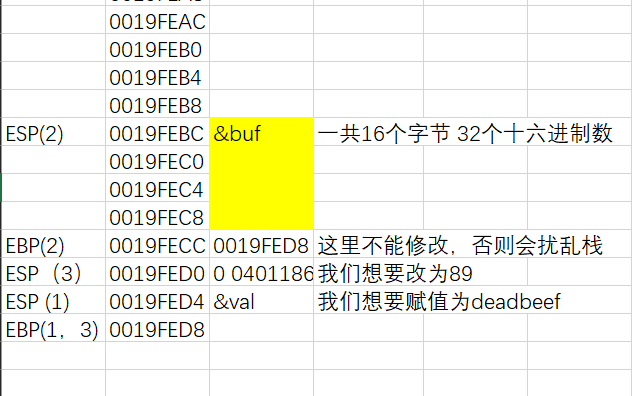 0019FEAC
0019FEB0
0019FEB4
0019FEB8
ESP(2) 0019FEBC &buf 一共16个字节 32个十六进制数
0019FEC0
0019FEC4
0019FEC8
EBP(2) 0019FECC 0019FED8 这里不能修改，否则会扰乱栈
ESP（3） 0019FED0 0 0401186 我们想要改为89
ESP (1) 0019FED4 &val 我们想要赋值为deadbeef
EBP(1，3) 0019FED8